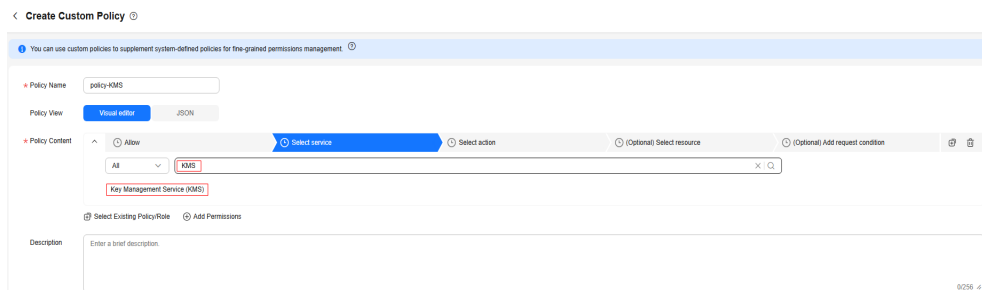 Create Custom Policy
You can use custom policies to supplement system-defined policies for fine-grained permissions management.
* Policy Name policy-KMS
Policy View Visual editor JSON
* Policy Content Allow Select service Select action (Optional) Select resource (Optional) Add request condition
All KMS
Key Management Service (KMS)
Select Existing Policy/Role Add Permissions
Description Enter a brief description.
0/256